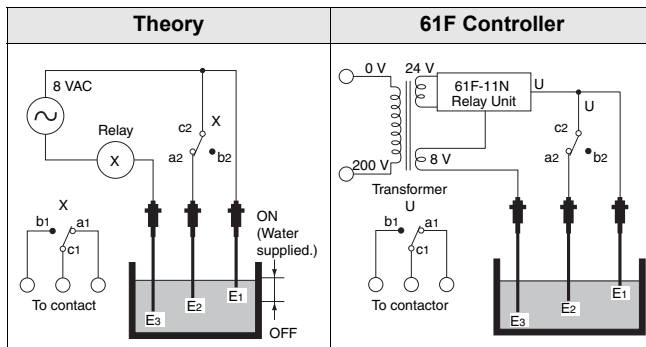 Theory
8 VAC
Relay
X
c2
X
a2
b2
X
b1
a1
c1
To contact
ON
(Water
supplied.)
E1
E2
E3
OFF
61F Controller
0 V
24 V
61F-11N
Relay Unit
U
U
c2
a2
b2
200 V
8 V
Transformer
U
b1
a1
c1
To contactor
E1
E2
E3